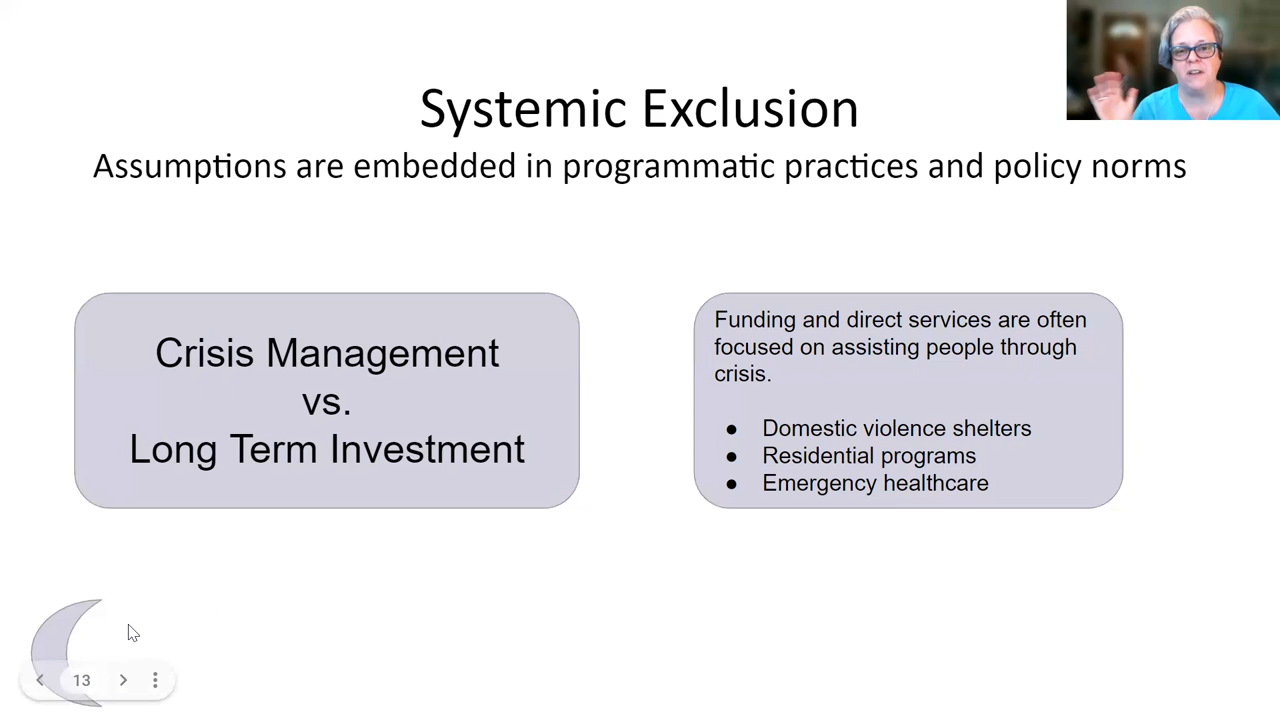 Systemic Exclusion
Assumptions are embedded in programmatic practices and policy norms
Crisis Management
vs.
Long Term Investment
Funding and direct services are often
focused on assisting people through
crisis.
● Domestic violence shelters
● Residential programs
● Emergency healthcare
13